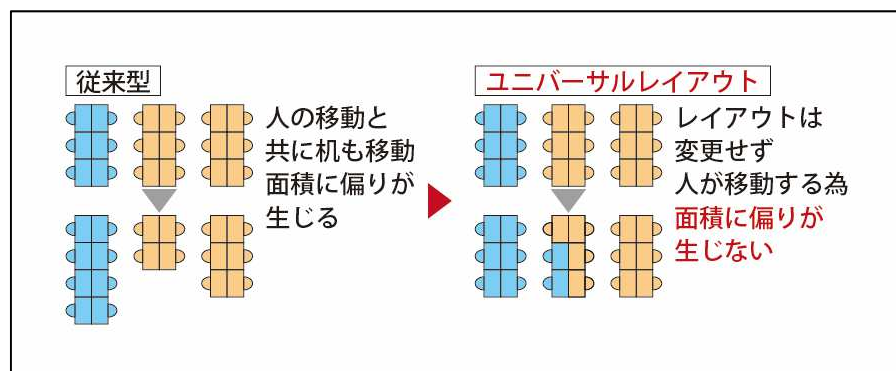 従来型
人の移動と
共に机も移動
面積に偏りが
生じる
ユニバーサルレイアウト
レイアウトは
変更せず
人が移動する為
面積に偏りが
生じない